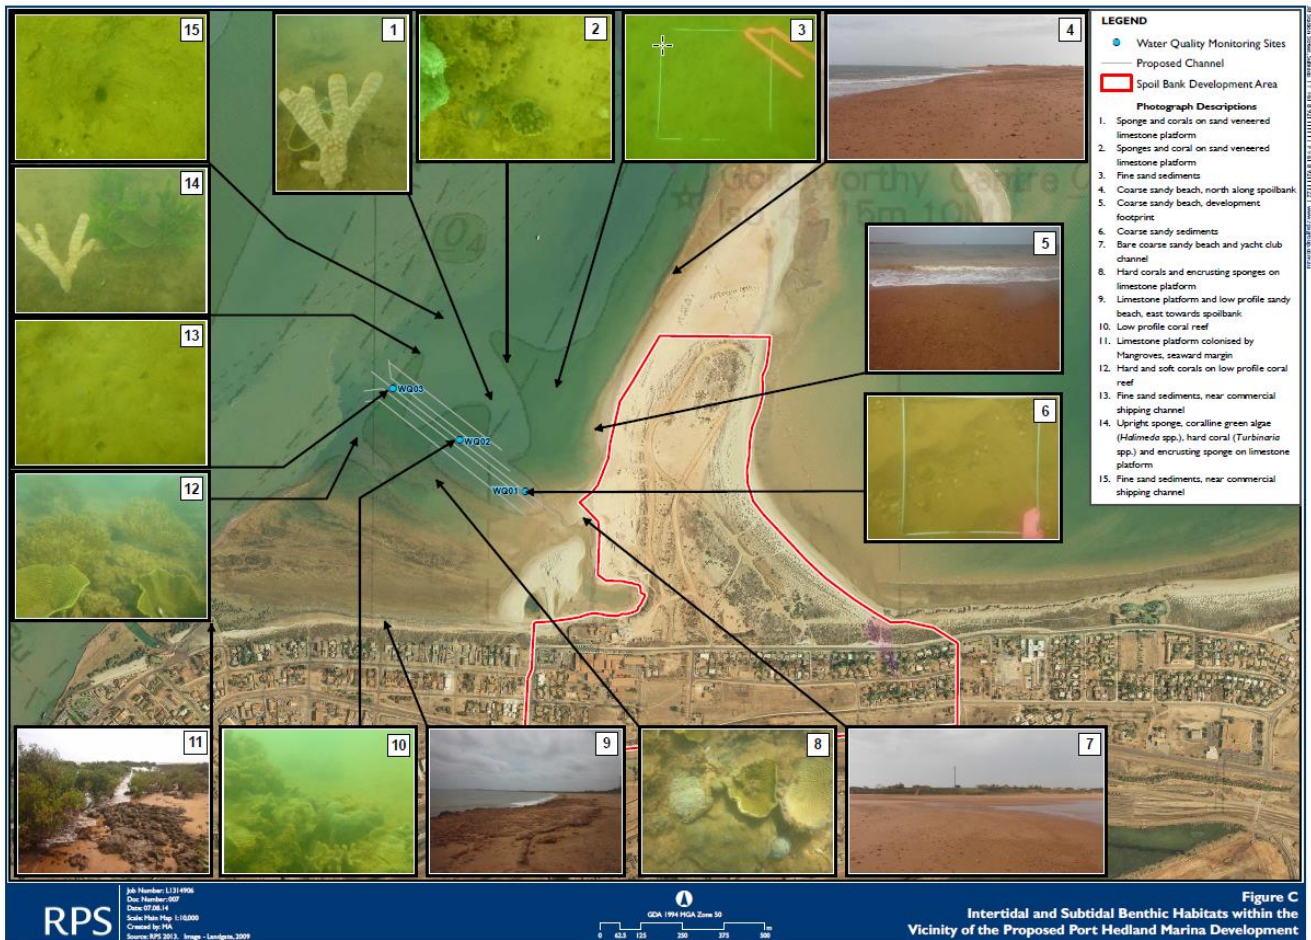 15
1
2
3
4
14
5
13
6
12
11
10
9
8
7
WQ03
WQ02
WQ01
LEGEND
Water Quality Monitoring Sites
Proposed Channel
Spoil Bank Development Area
Photograph Descriptions
1. Sponge and corals on sand veneered
limestone platform
2. Sponges and coral on sand veneered
limestone platform
3. Fine sand sediments
4. Coarse sandy beach, north along spoilbank
5. Coarse sandy beach, development
footprint
6. Coarse sandy sediments
7. Bare coarse sandy beach and yacht club
channel
8. Hard corals and encrusting sponges on
limestone platform
9. Limestone platform and low profile sandy
beach, east towards spoilbank
10. Low profile coral reef
11. Limestone platform colonised by
Mangroves, seaward margin
12. Hard and soft corals on low profile coral
reef
13. Fine sand sediments, near commercial
shipping channel
14. Upright sponge, coralline green algae
(Halimeda spp.), hard coral (Turbinaria
spp.) and encrusting sponge on limestone
platform
15. Fine sand sediments, near commercial
shipping channel
RPS
Job Number: L1314906
Doc Number: 007
Date: 07.08.14
Scale: Main Map 1:10,000
Created by: MA
Source: RPS 2013. Image - Landgate, 2009
GDA 1994 MGA Zone 50
0 62.5 125 250 375 500 m
Figure C
Intertidal and Subtidal Benthic Habitats within the
Vicinity of the Proposed Port Hedland Marina Development